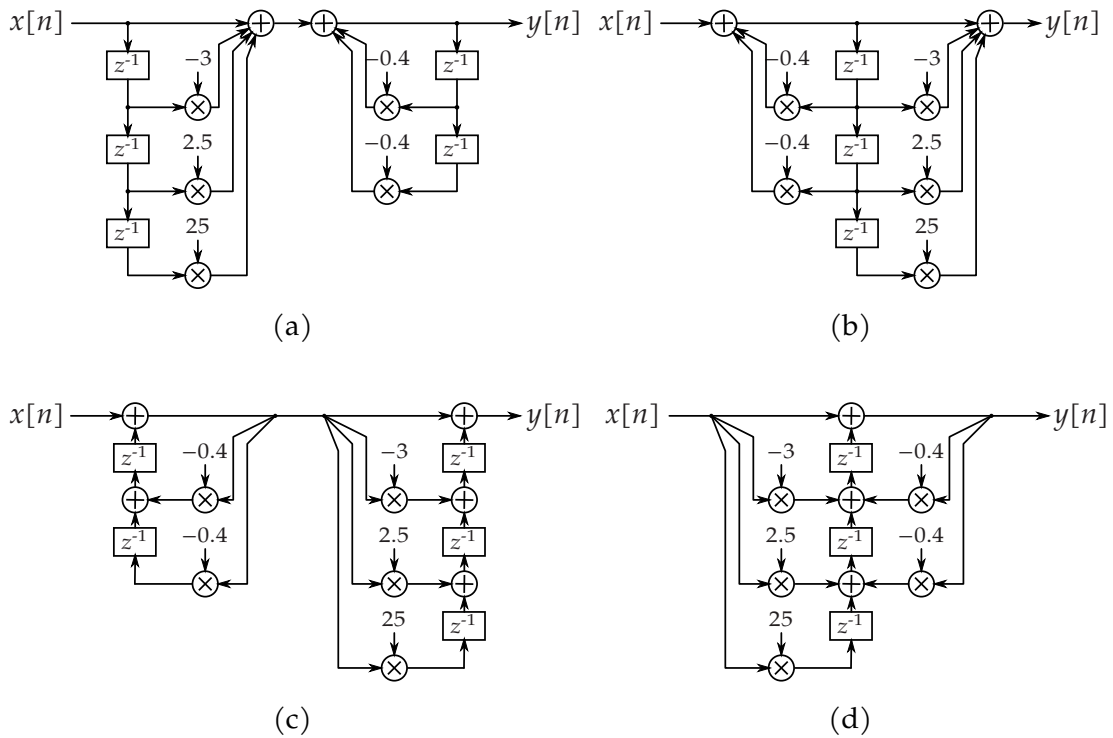 x[n] y[n] x[n] y[n]
z⁻¹ −3 −0.4 z⁻¹ −0.4 z⁻¹ −3
z⁻¹ 2.5 −0.4 z⁻¹ −0.4 z⁻¹ 2.5
z⁻¹ 25 z⁻¹ 25
(a) (b)
x[n] y[n] x[n] y[n]
z⁻¹ −0.4 −3 z⁻¹ −3 z⁻¹ −0.4
z⁻¹ −0.4 2.5 z⁻¹ 2.5 z⁻¹ −0.4
25 z⁻¹ 25 z⁻¹
(c) (d)